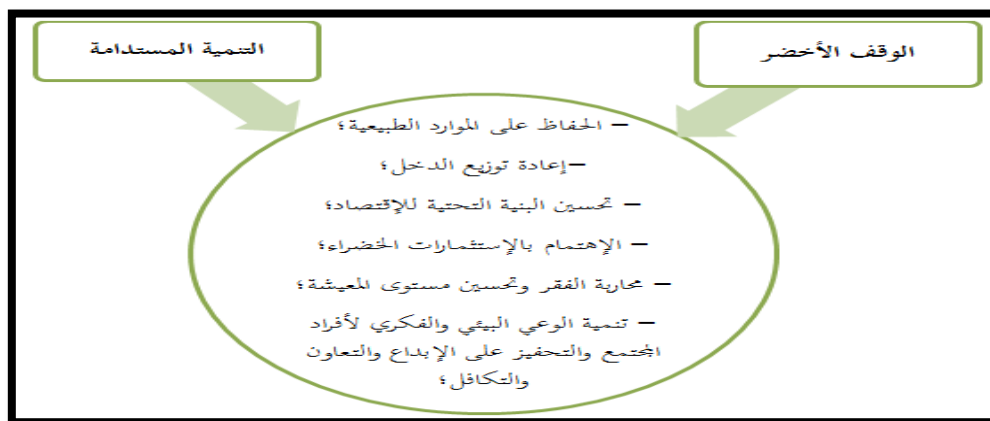 الوقف الأخضر
التنمية المستدامة
– الحفاظ على الموارد الطبيعية؛
–إعادة توزيع الدخل؛
– تحسين البنية التحتية للإقتصاد؛
– الإهتمام بالإستثمارات الخضراء؛
– محاربة الفقر وتحسين مستوى المعيشة؛
– تنمية الوعي البيئي والفكري لأفراد
المجتمع والتحفيز على الإبداع والتعاون
والتكافل؛